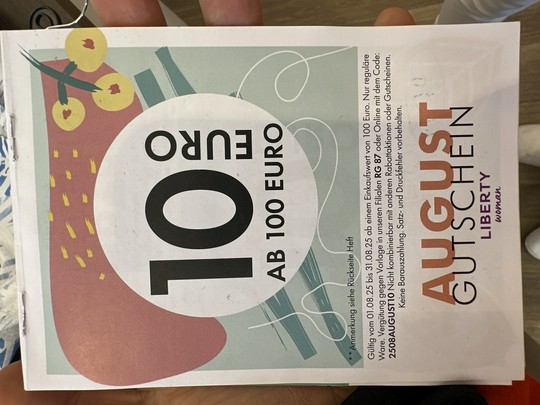 10
EURO
AB 100 EURO
** Anmerkung siehe Rückseite Heft
Gültig vom 01.08.25 bis 31.08.25 ab einem Einkaufswert von 100 Euro. Nur reguläre
Ware. Vergütung gegen Vorlage in unseren Filialen RG 87 oder Online mit dem Code:
2508AUGUST10 Nicht kombinierbar mit anderen Rabattaktionen oder Gutscheinen.
Keine Barauszahlung. Satz- und Druckfehler vorbehalten.
AUGUST
GUTSCHEIN
LIBERTY
woman